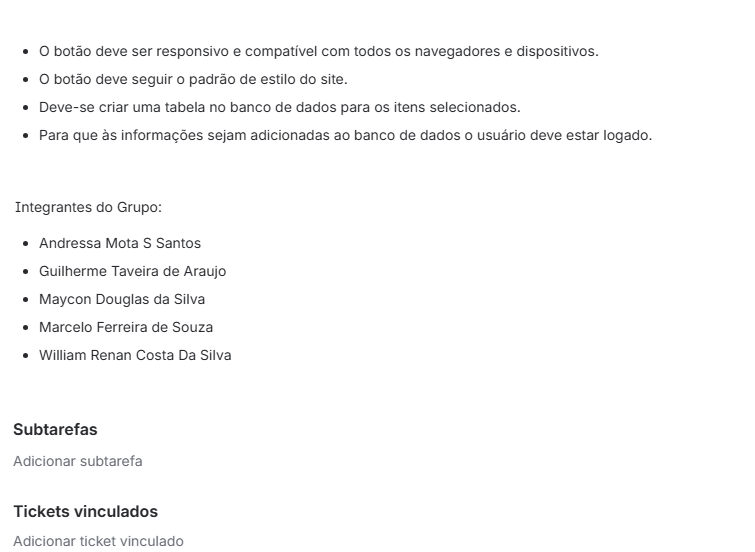 • O botão deve ser responsivo e compatível com todos os navegadores e dispositivos.
• O botão deve seguir o padrão de estilo do site.
• Deve-se criar uma tabela no banco de dados para os itens selecionados.
• Para que às informações sejam adicionadas ao banco de dados o usuário deve estar logado.
Integrantes do Grupo:
• Andressa Mota S Santos
• Guilherme Taveira de Araujo
• Maycon Douglas da Silva
• Marcelo Ferreira de Souza
• William Renan Costa Da Silva
Subtarefas
Adicionar subtarefa
Tickets vinculados
Adicionar ticket vinculado